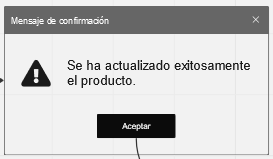 Mensaje de confirmación
Se ha actualizado exitosamente
el producto.
Aceptar